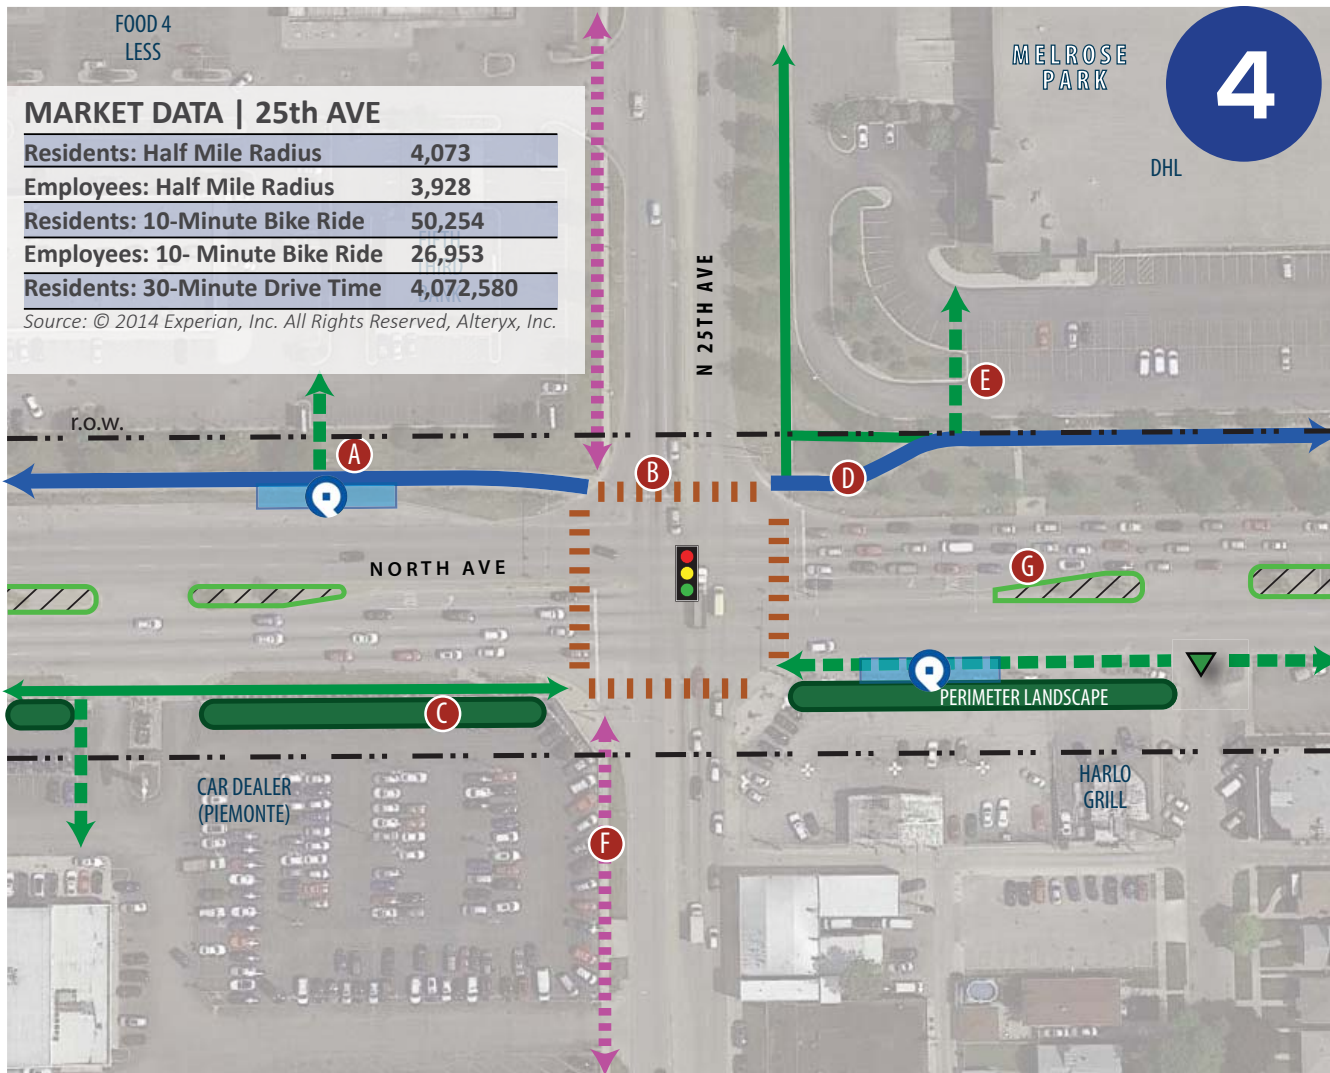 FOOD 4
LESS
MELROSE
PARK
4
DHL
MARKET DATA | 25th AVE
Residents: Half Mile Radius 4,073
Employees: Half Mile Radius 3,928
Residents: 10-Minute Bike Ride 50,254
Employees: 10- Minute Bike Ride 26,953
Residents: 30-Minute Drive Time 4,072,580
Source: © 2014 Experian, Inc. All Rights Reserved, Alteryx, Inc.
FIFTH
THIRD
BANK
N 25TH AVE
E
r.o.w.
A
B
D
NORTH AVE
G
C
PERIMETER LANDSCAPE
CAR DEALER
(PIEMONTE)
HARLO
GRILL
F